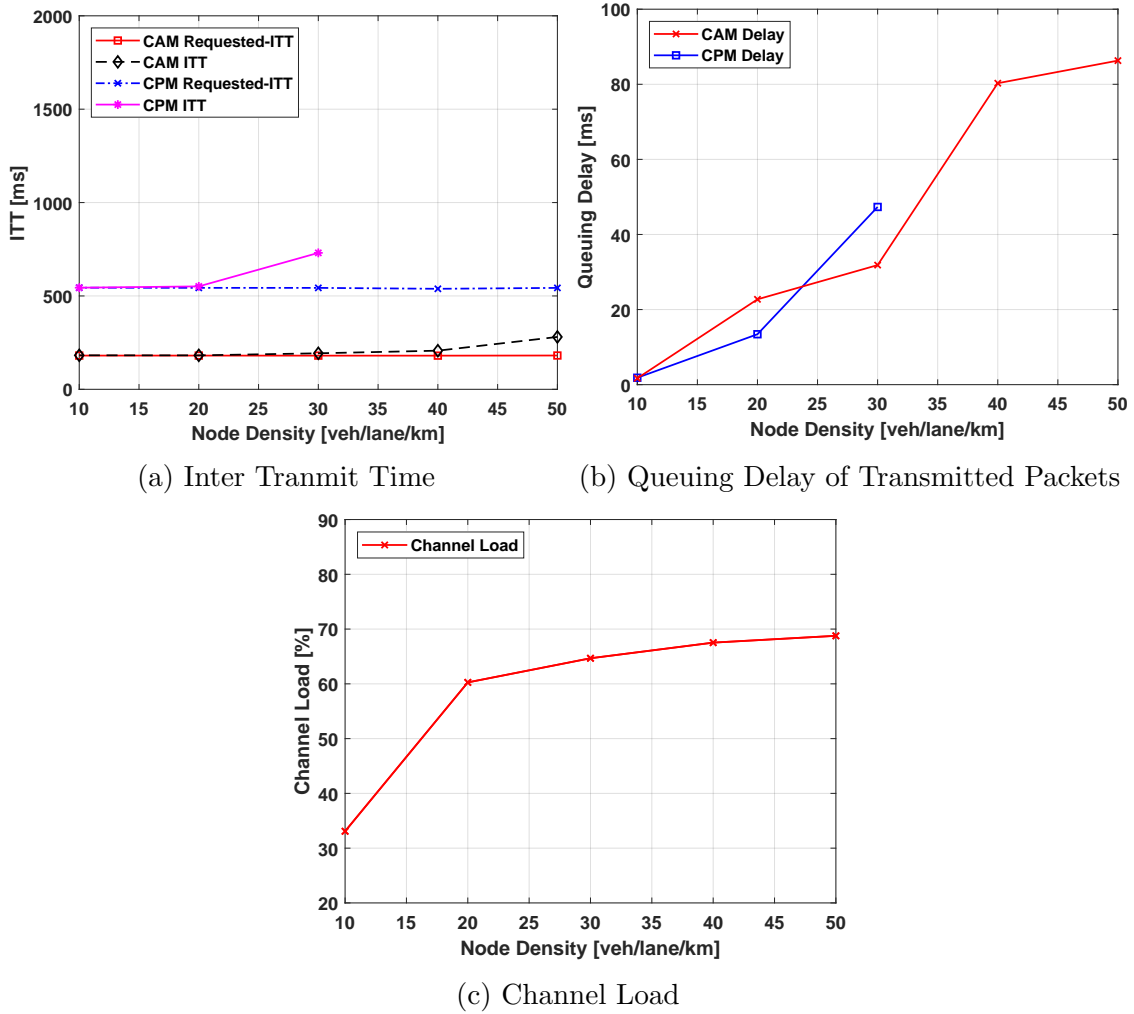 2000
1500
1000
500
0
ITT [ms]
CAM Requested-ITT
CAM ITT
CPM Requested-ITT
CPM ITT
10 15 20 25 30 35 40 45 50
Node Density [veh/lane/km]
(a) Inter Tranmit Time
100
80
60
40
20
0
Queuing Delay [ms]
CAM Delay
CPM Delay
10 15 20 25 30 35 40 45 50
Node Density [veh/lane/km]
(b) Queuing Delay of Transmitted Packets
90
80
70
60
50
40
30
20
Channel Load [%]
Channel Load
10 15 20 25 30 35 40 45 50
Node Density [veh/lane/km]
(c) Channel Load